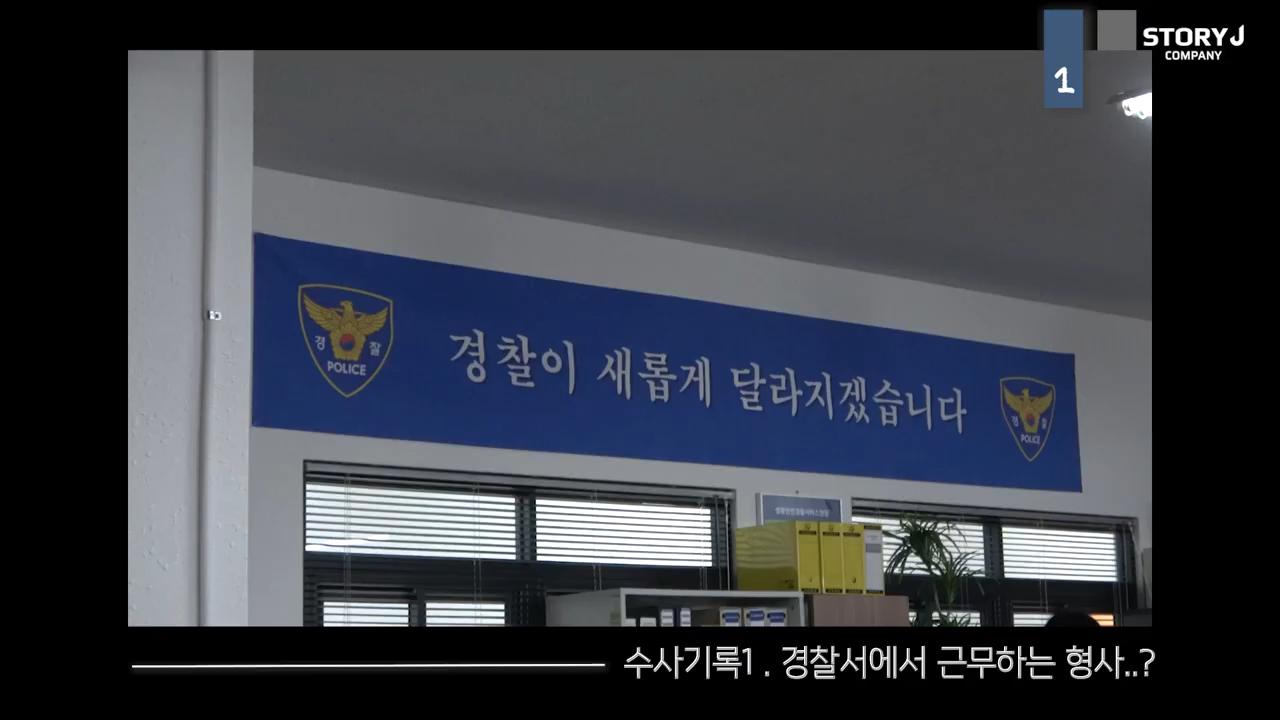 STORY J
COMPANY
1
경찰이 새롭게 달라지겠습니다
경 찰
POLICE
경 찰
POLICE
수사기록1 . 경찰서에서 근무하는 형사..?